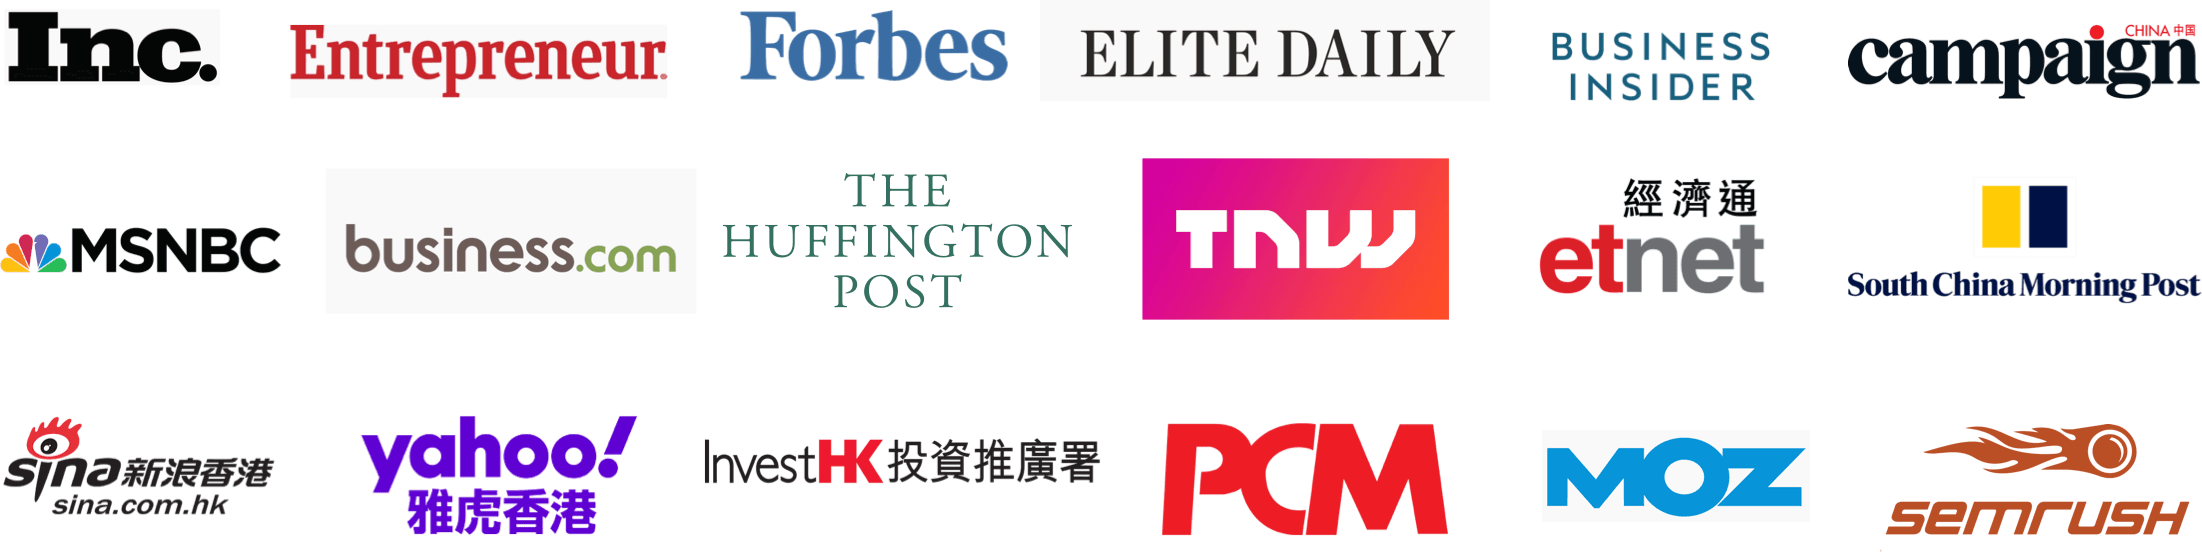 Inc.
Entrepreneur
Forbes
ELITE DAILY
BUSINESS
INSIDER
CHINA 中国
campaign
MSNBC
business.com
THE
HUFFINGTON
POST
TNW
經濟通
etnet
South China Morning Post
sina新浪香港
sina.com.hk
yahoo!
雅虎香港
InvestHK投資推廣署
PCM
MOZ
semrush